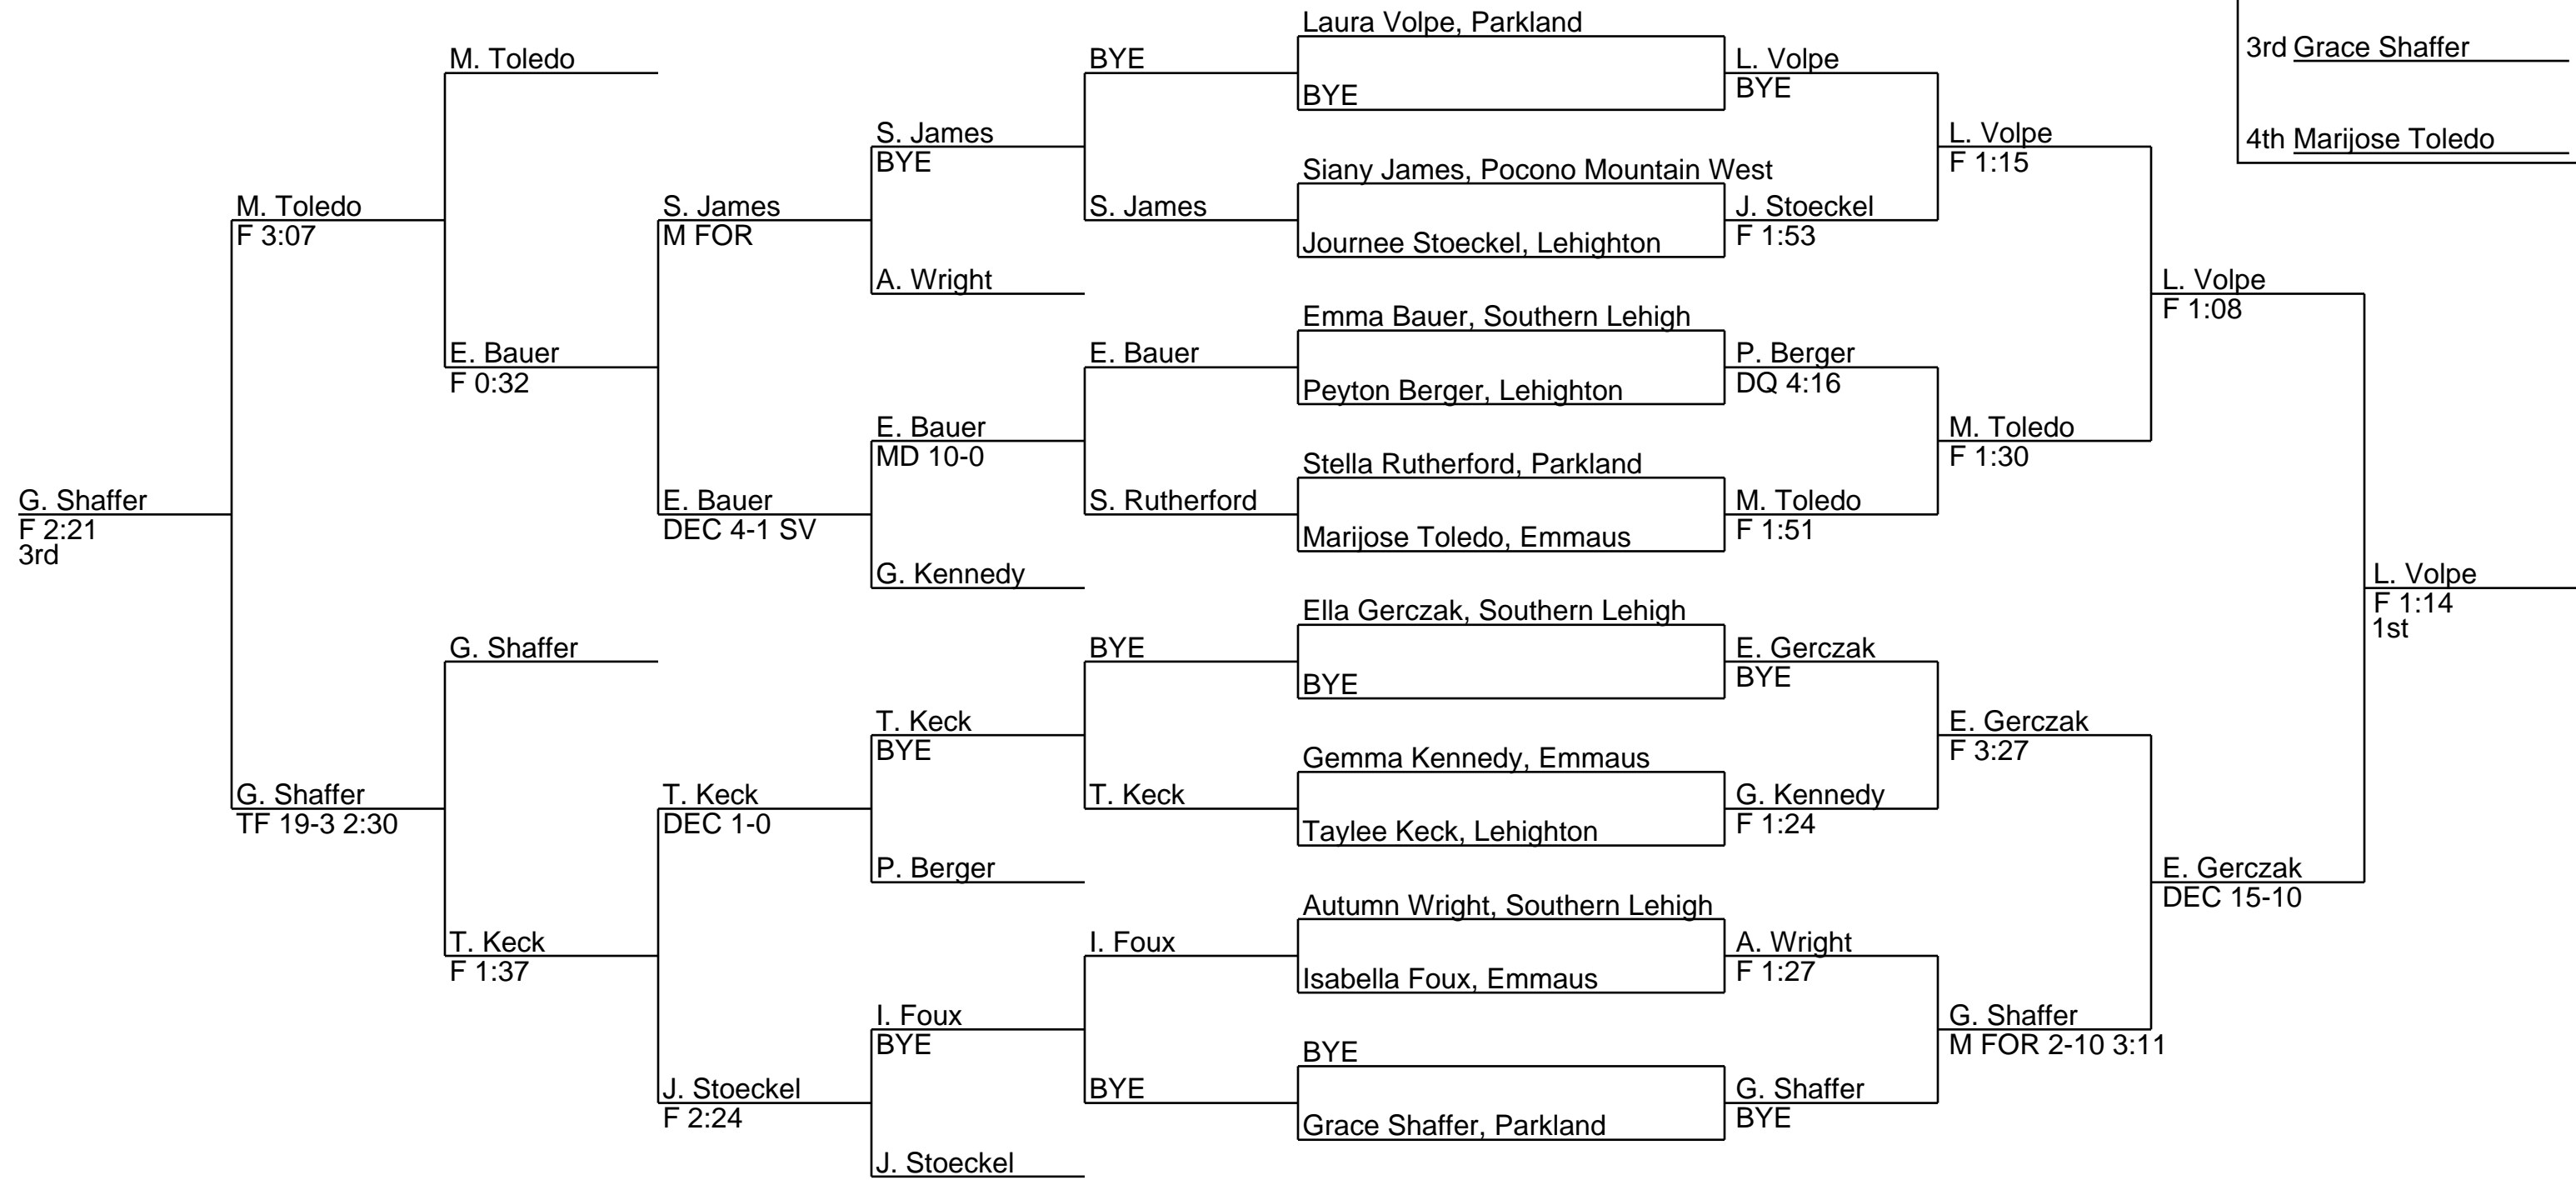 Laura Volpe, Parkland
3rd Grace Shaffer
M. Toledo
BYE
L. Volpe
BYE
BYE
4th Marijose Toledo
S. James
BYE
L. Volpe
F 1:15
Siany James, Pocono Mountain West
M. Toledo
F 3:07
S. James
M FOR
S. James
J. Stoeckel
F 1:53
Journee Stoeckel, Lehighton
A. Wright
L. Volpe
F 1:08
Emma Bauer, Southern Lehigh
E. Bauer
F 0:32
E. Bauer
P. Berger
DQ 4:16
Peyton Berger, Lehighton
E. Bauer
MD 10-0
M. Toledo
F 1:30
Stella Rutherford, Parkland
G. Shaffer
F 2:21
3rd
E. Bauer
DEC 4-1 SV
S. Rutherford
M. Toledo
F 1:51
Marijose Toledo, Emmaus
G. Kennedy
L. Volpe
F 1:14
1st
Ella Gerczak, Southern Lehigh
G. Shaffer
BYE
E. Gerczak
BYE
BYE
T. Keck
BYE
E. Gerczak
F 3:27
Gemma Kennedy, Emmaus
G. Shaffer
TF 19-3 2:30
T. Keck
DEC 1-0
T. Keck
G. Kennedy
F 1:24
Taylee Keck, Lehighton
P. Berger
E. Gerczak
DEC 15-10
Autumn Wright, Southern Lehigh
T. Keck
F 1:37
I. Foux
A. Wright
F 1:27
Isabella Foux, Emmaus
I. Foux
BYE
G. Shaffer
M FOR 2-10 3:11
BYE
J. Stoeckel
F 2:24
BYE
G. Shaffer
BYE
Grace Shaffer, Parkland
J. Stoeckel